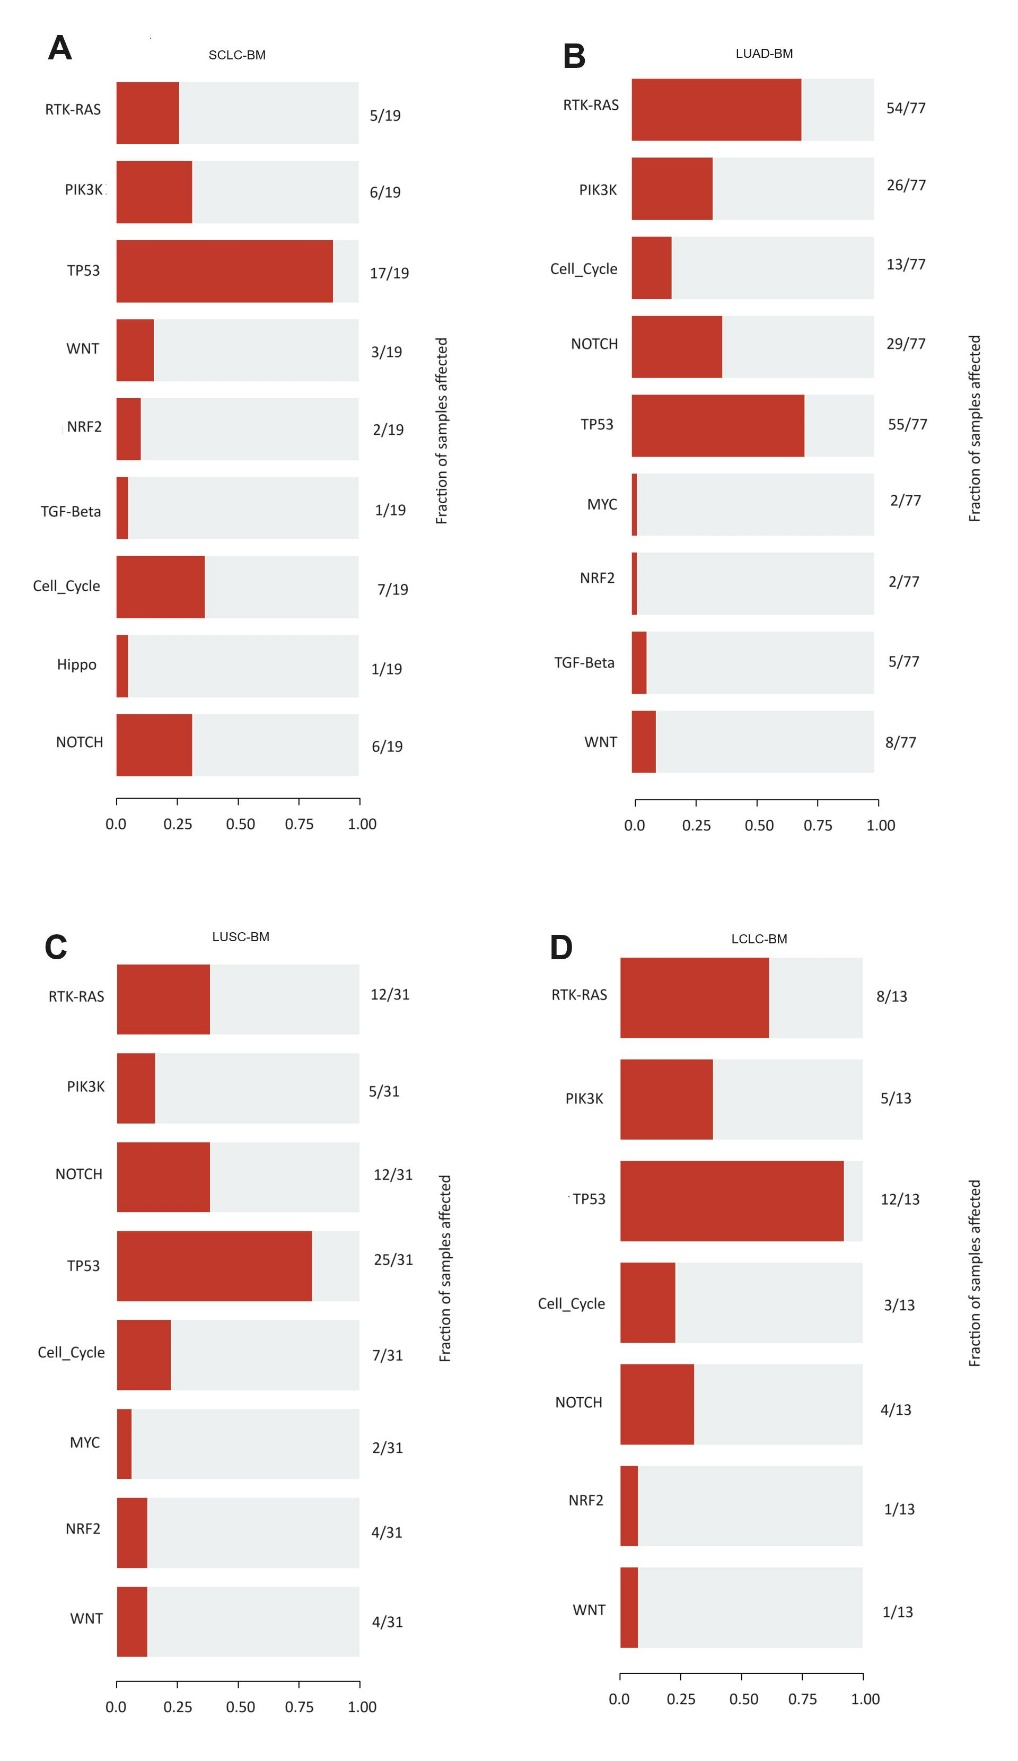 A
SCLC-BM
RTK-RAS 5/19
PIK3K 6/19
TP53 17/19
WNT 3/19
NRF2 2/19
TGF-Beta 1/19
Cell_Cycle 7/19
Hippo 1/19
NOTCH 6/19
Fraction of samples affected
0.0 0.25 0.50 0.75 1.00
B
LUAD-BM
RTK-RAS 54/77
PIK3K 26/77
Cell_Cycle 13/77
NOTCH 29/77
TP53 55/77
MYC 2/77
NRF2 2/77
TGF-Beta 5/77
WNT 8/77
Fraction of samples affected
0.0 0.25 0.50 0.75 1.00
C
LUSC-BM
RTK-RAS 12/31
PIK3K 5/31
NOTCH 12/31
TP53 25/31
Cell_Cycle 7/31
MYC 2/31
NRF2 4/31
WNT 4/31
Fraction of samples affected
0.0 0.25 0.50 0.75 1.00
D
LCLC-BM
RTK-RAS 8/13
PIK3K 5/13
TP53 12/13
Cell_Cycle 3/13
NOTCH 4/13
NRF2 1/13
WNT 1/13
Fraction of samples affected
0.0 0.25 0.50 0.75 1.00